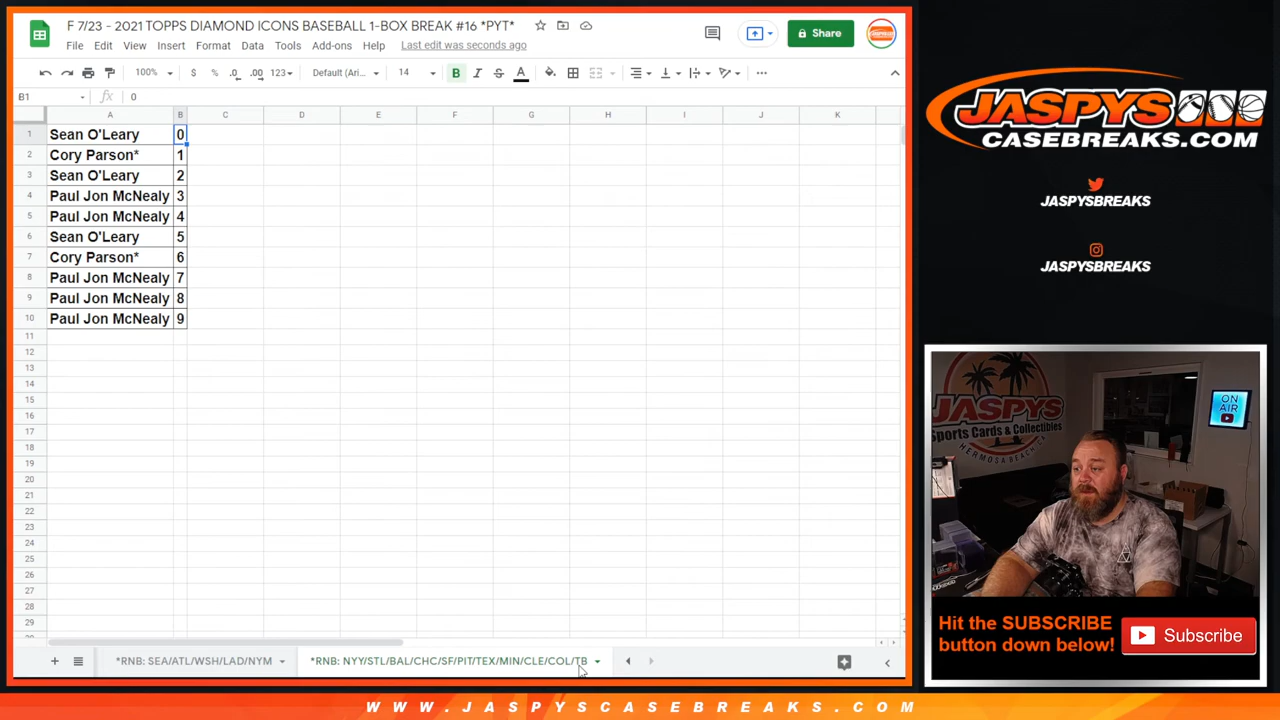 F 7/23 - 2021 TOPPS DIAMOND ICONS BASEBALL 1-BOX BREAK #16 *PYT*
File Edit View Insert Format Data Tools Add-ons Help Last edit was seconds ago
Share
100% $ % .0 .00 123 Default (Ari... 14 B I S A
B1 fx 0
A B C D E F G H I J K
1 Sean O'Leary 0
2 Cory Parson* 1
3 Sean O'Leary 2
4 Paul Jon McNealy 3
5 Paul Jon McNealy 4
6 Sean O'Leary 5
7 Cory Parson* 6
8 Paul Jon McNealy 7
9 Paul Jon McNealy 8
10 Paul Jon McNealy 9
11
12
13
14
15
16
17
18
19
20
21
22
23
24
25
26
27
28
29
*RNB: SEA/ATL/WSH/LAD/NYM *RNB: NYY/STL/BAL/CHC/SF/PIT/TEX/MIN/CLE/COL/TB
JASPYS
CASEBREAKS.COM
JASPYSBREAKS
JASPYSBREAKS
JASPYS
Sports Cards & Collectibles
HERMOSA BEACH, CA
ON
AIR
Hit the SUBSCRIBE
button down below!
Subscribe
WWW.JASPYSCASEBREAKS.COM